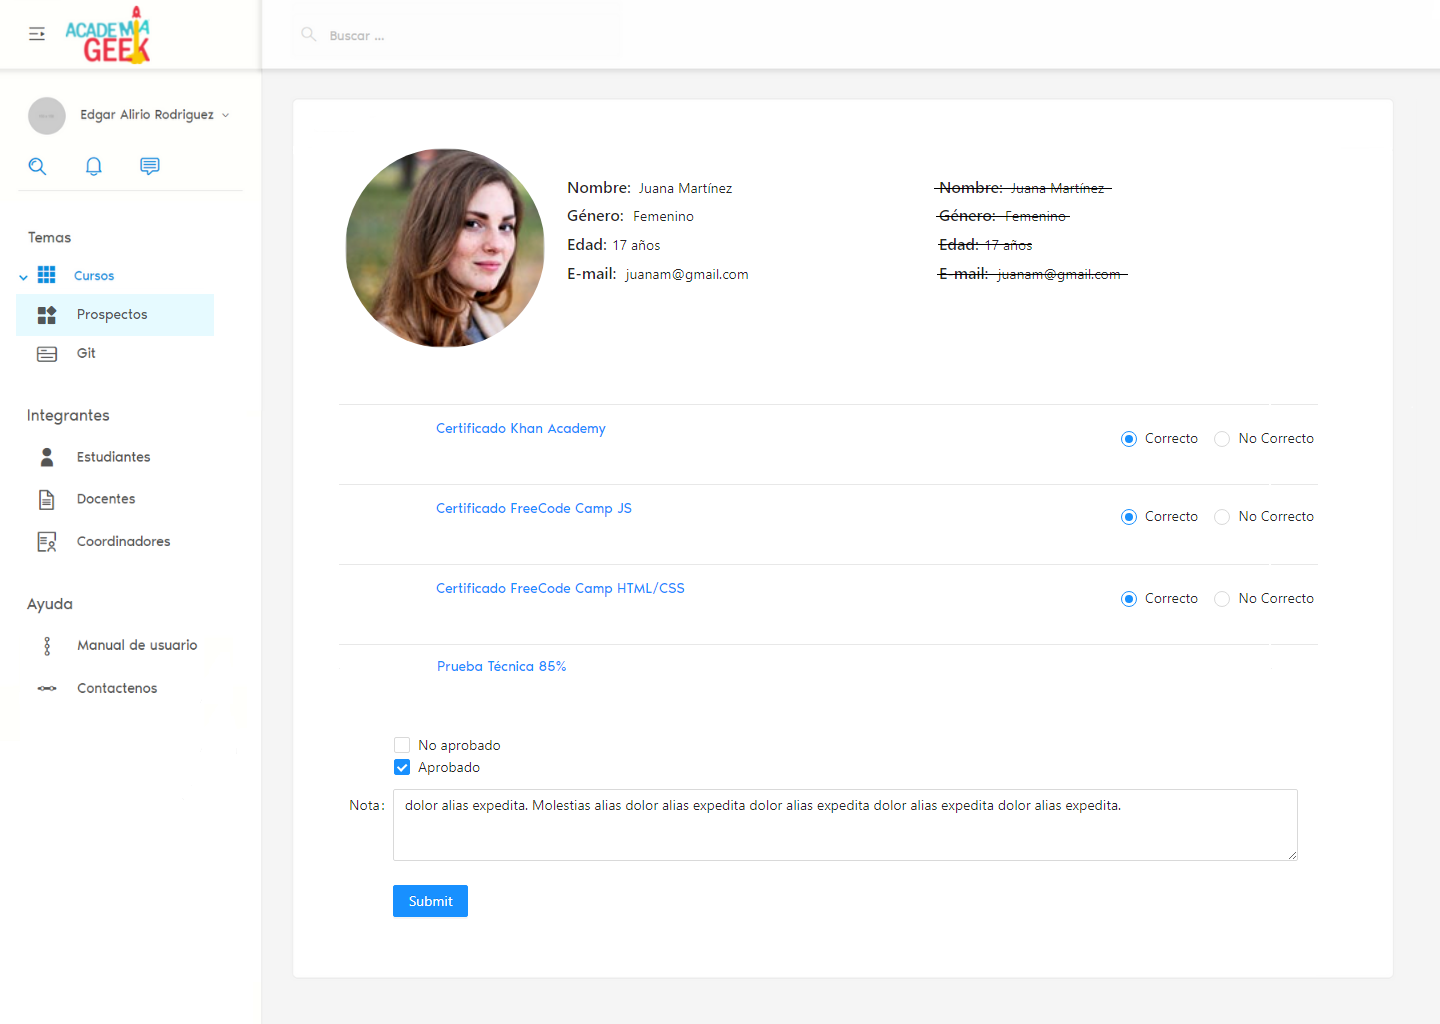 ACADEMIA
GEEK
Buscar ...
Edgar Alirio Rodriguez
Temas
Cursos
Prospectos
Git
Integrantes
Estudiantes
Docentes
Coordinadores
Ayuda
Manual de usuario
Contactenos
Nombre: Juana Martínez
Género: Femenino
Edad: 17 años
E-mail: juanam@gmail.com
Nombre: Juana Martínez
Género: Femenino
Edad: 17 años
E-mail: juanam@gmail.com
Certificado Khan Academy
Correcto No Correcto
Certificado FreeCode Camp JS
Correcto No Correcto
Certificado FreeCode Camp HTML/CSS
Correcto No Correcto
Prueba Técnica 85%
No aprobado
Aprobado
Nota: dolor alias expedita. Molestias alias dolor alias expedita dolor alias expedita dolor alias expedita dolor alias expedita.
Submit